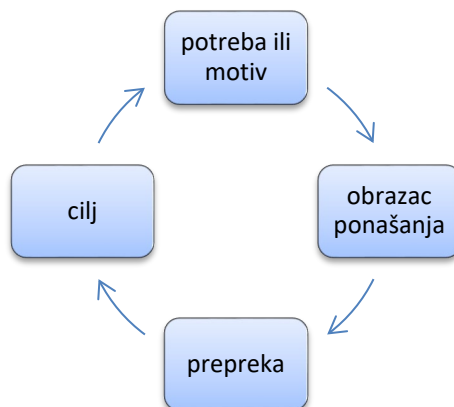 potreba ili
motiv
obrazac
ponašanja
prepreka
cilj